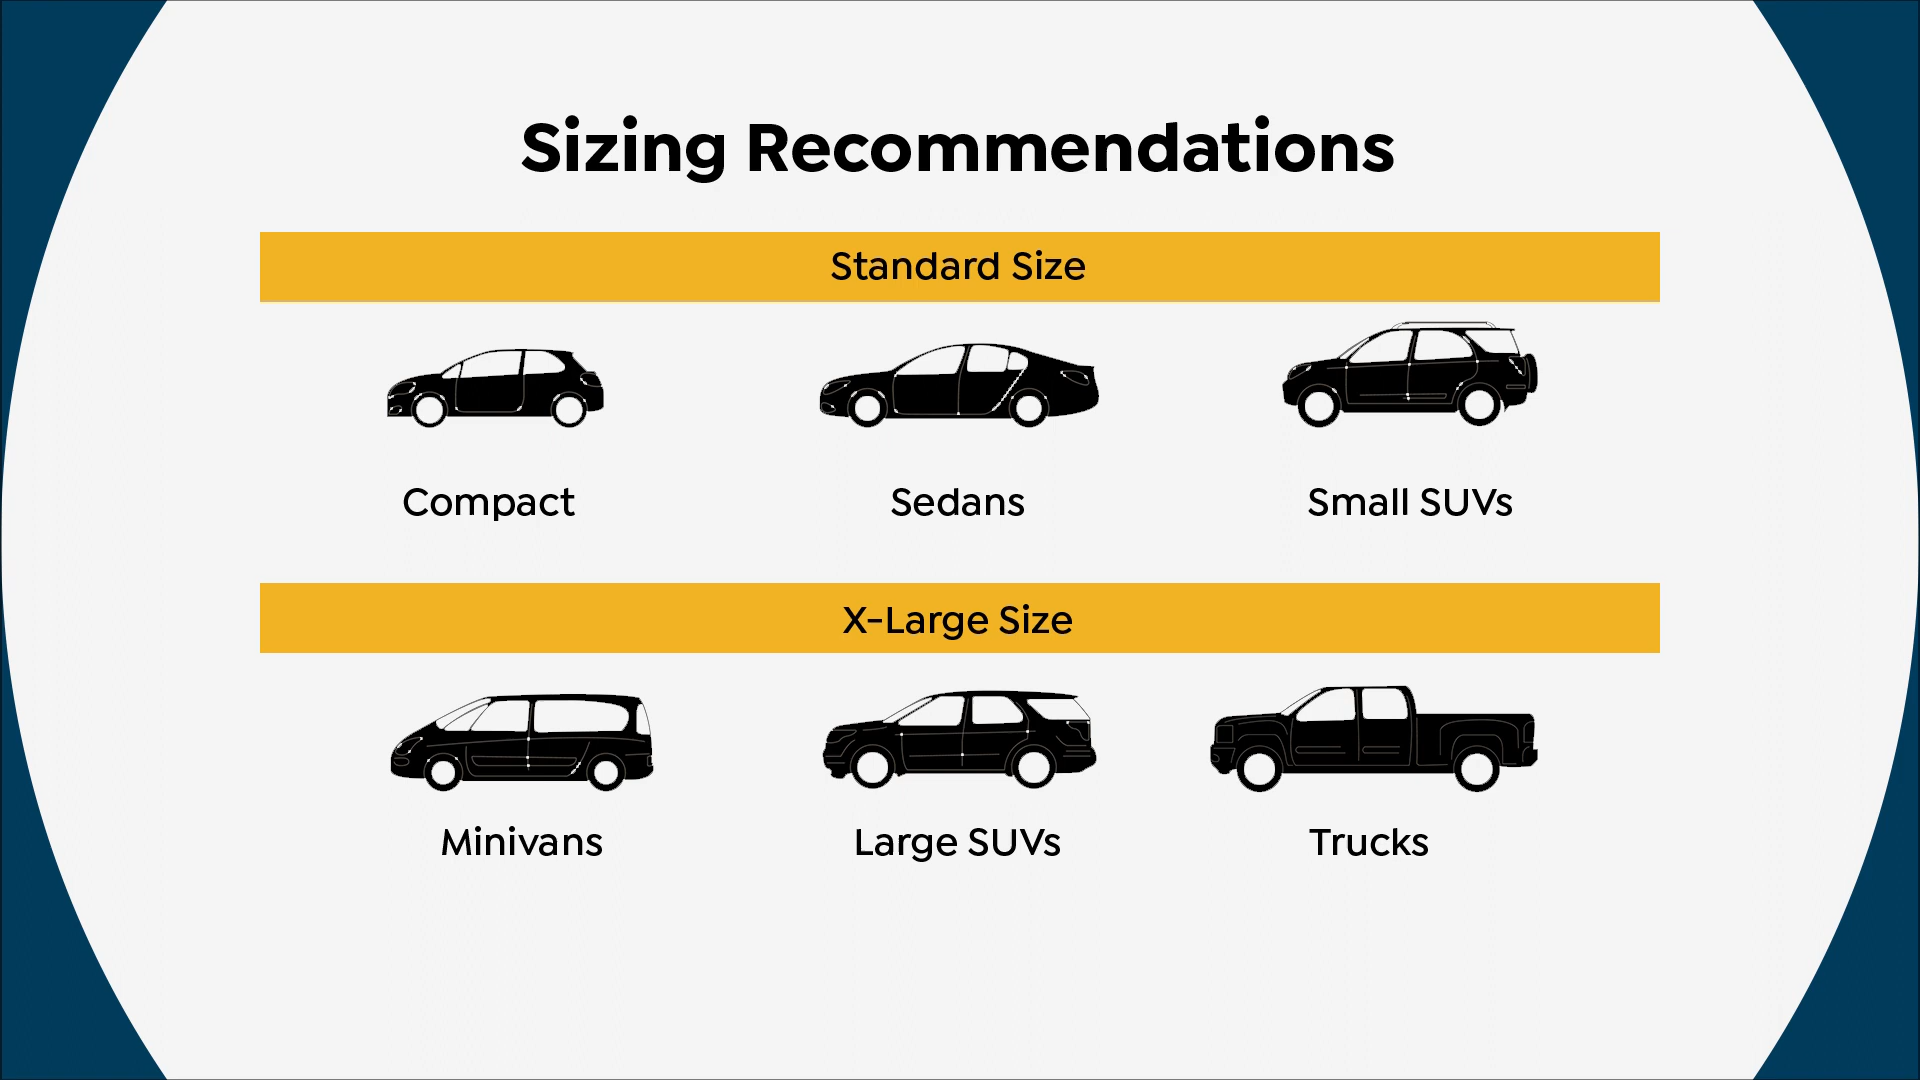 Sizing Recommendations
Standard Size
Compact
Sedans
Small SUVs
X-Large Size
Minivans
Large SUVs
Trucks